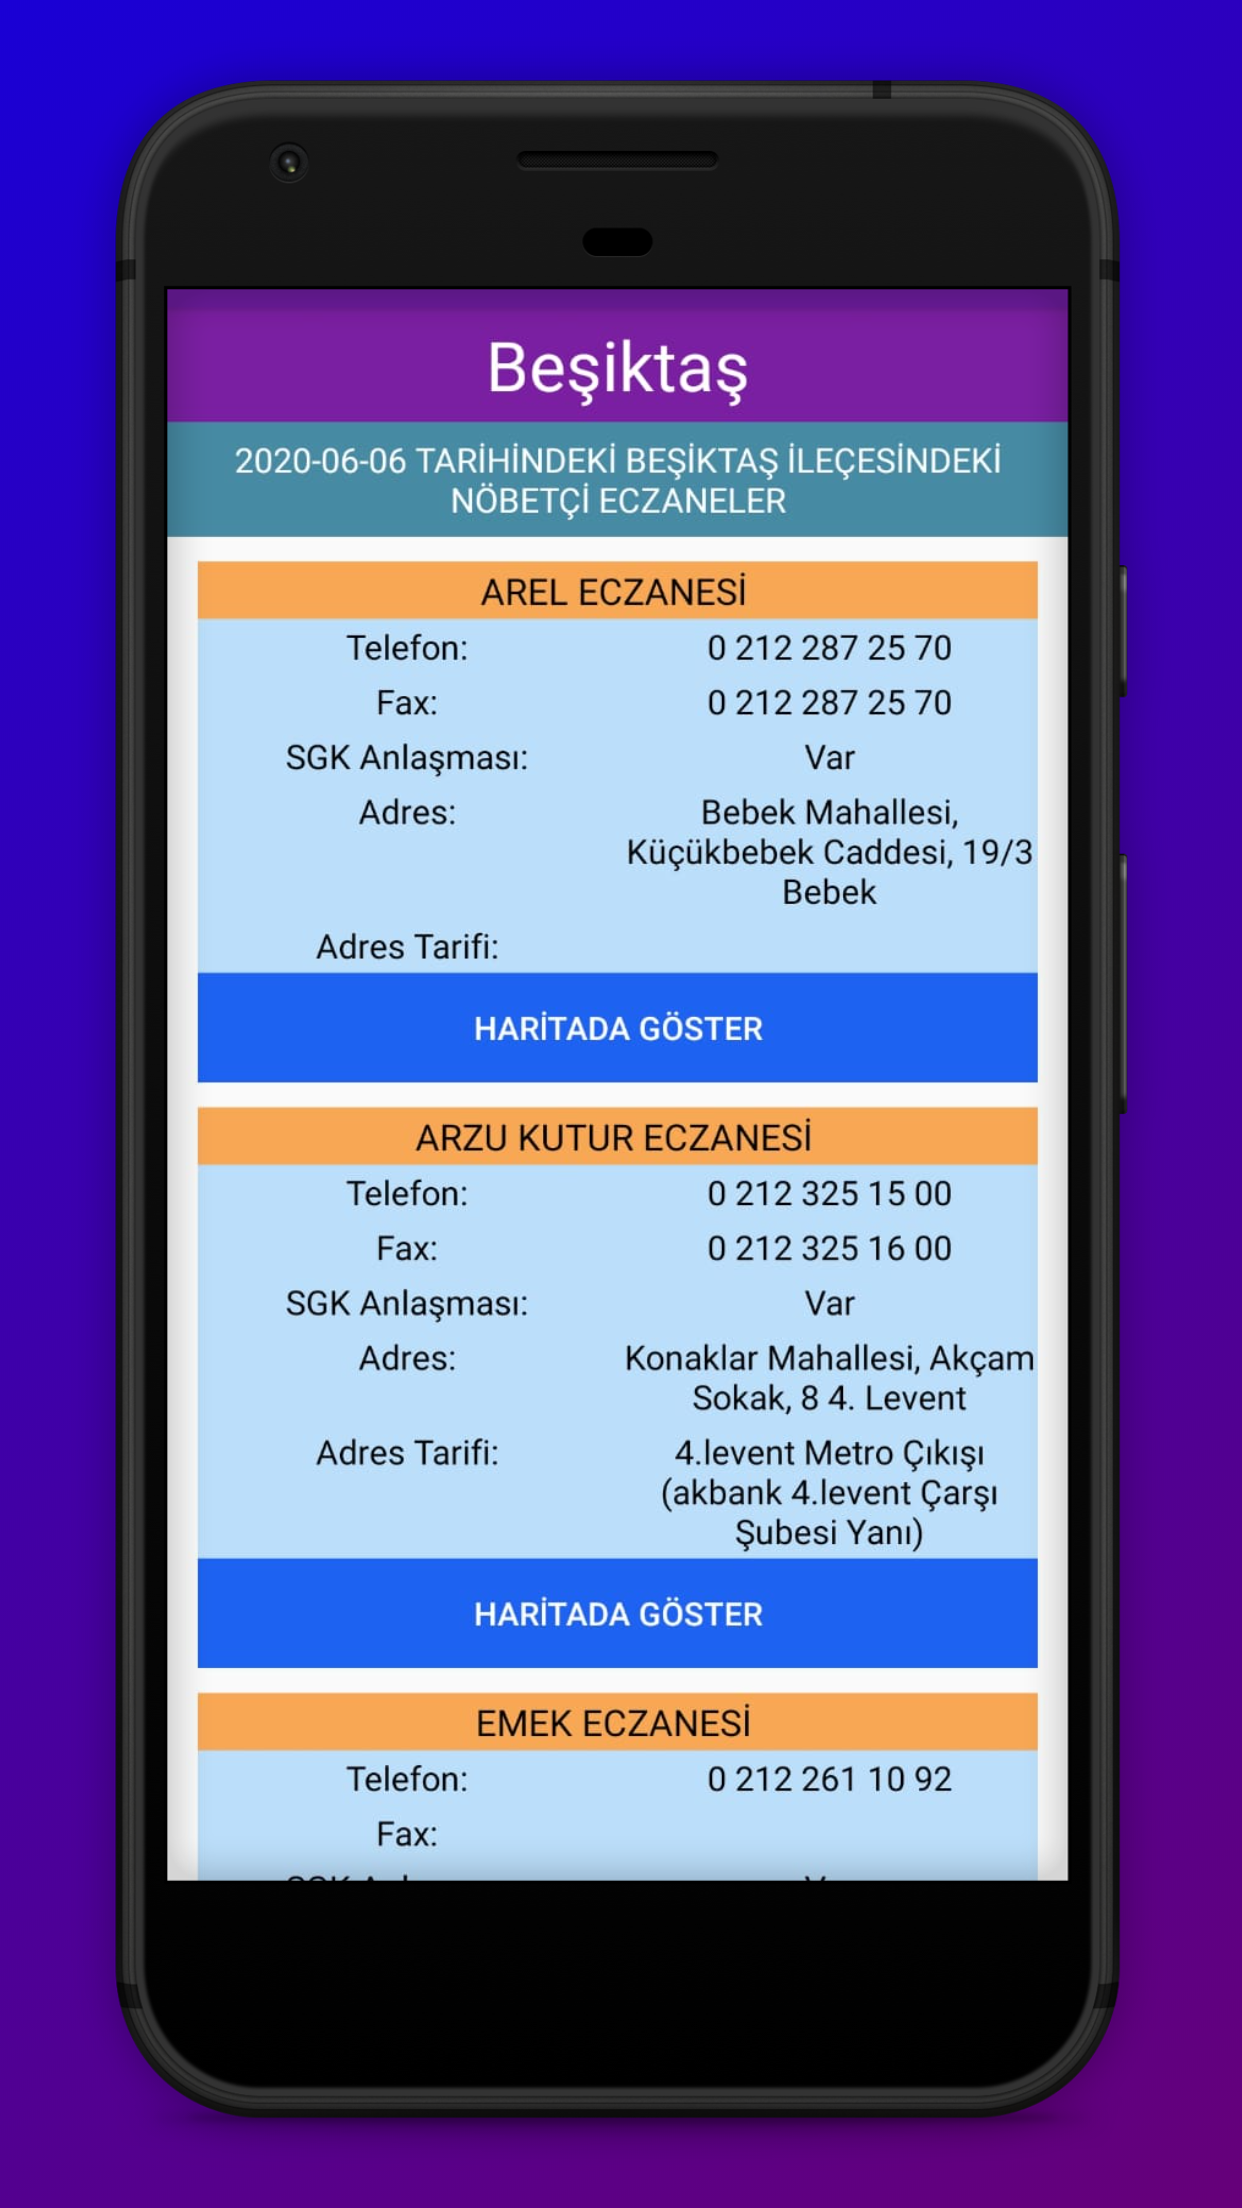 Beşiktaş
2020-06-06 TARİHİNDEKİ BEŞİKTAŞ İLEÇESİNDEKİ
NÖBETÇİ ECZANELER
AREL ECZANESİ
Telefon: 0 212 287 25 70
Fax: 0 212 287 25 70
SGK Anlaşması: Var
Adres: Bebek Mahallesi,
Küçükbebek Caddesi, 19/3
Bebek
Adres Tarifi:
HARİTADA GÖSTER
ARZU KUTUR ECZANESİ
Telefon: 0 212 325 15 00
Fax: 0 212 325 16 00
SGK Anlaşması: Var
Adres: Konaklar Mahallesi, Akçam
Sokak, 8 4. Levent
Adres Tarifi: 4.levent Metro Çıkışı
(akbank 4.levent Çarşı
Şubesi Yanı)
HARİTADA GÖSTER
EMEK ECZANESİ
Telefon: 0 212 261 10 92
Fax: